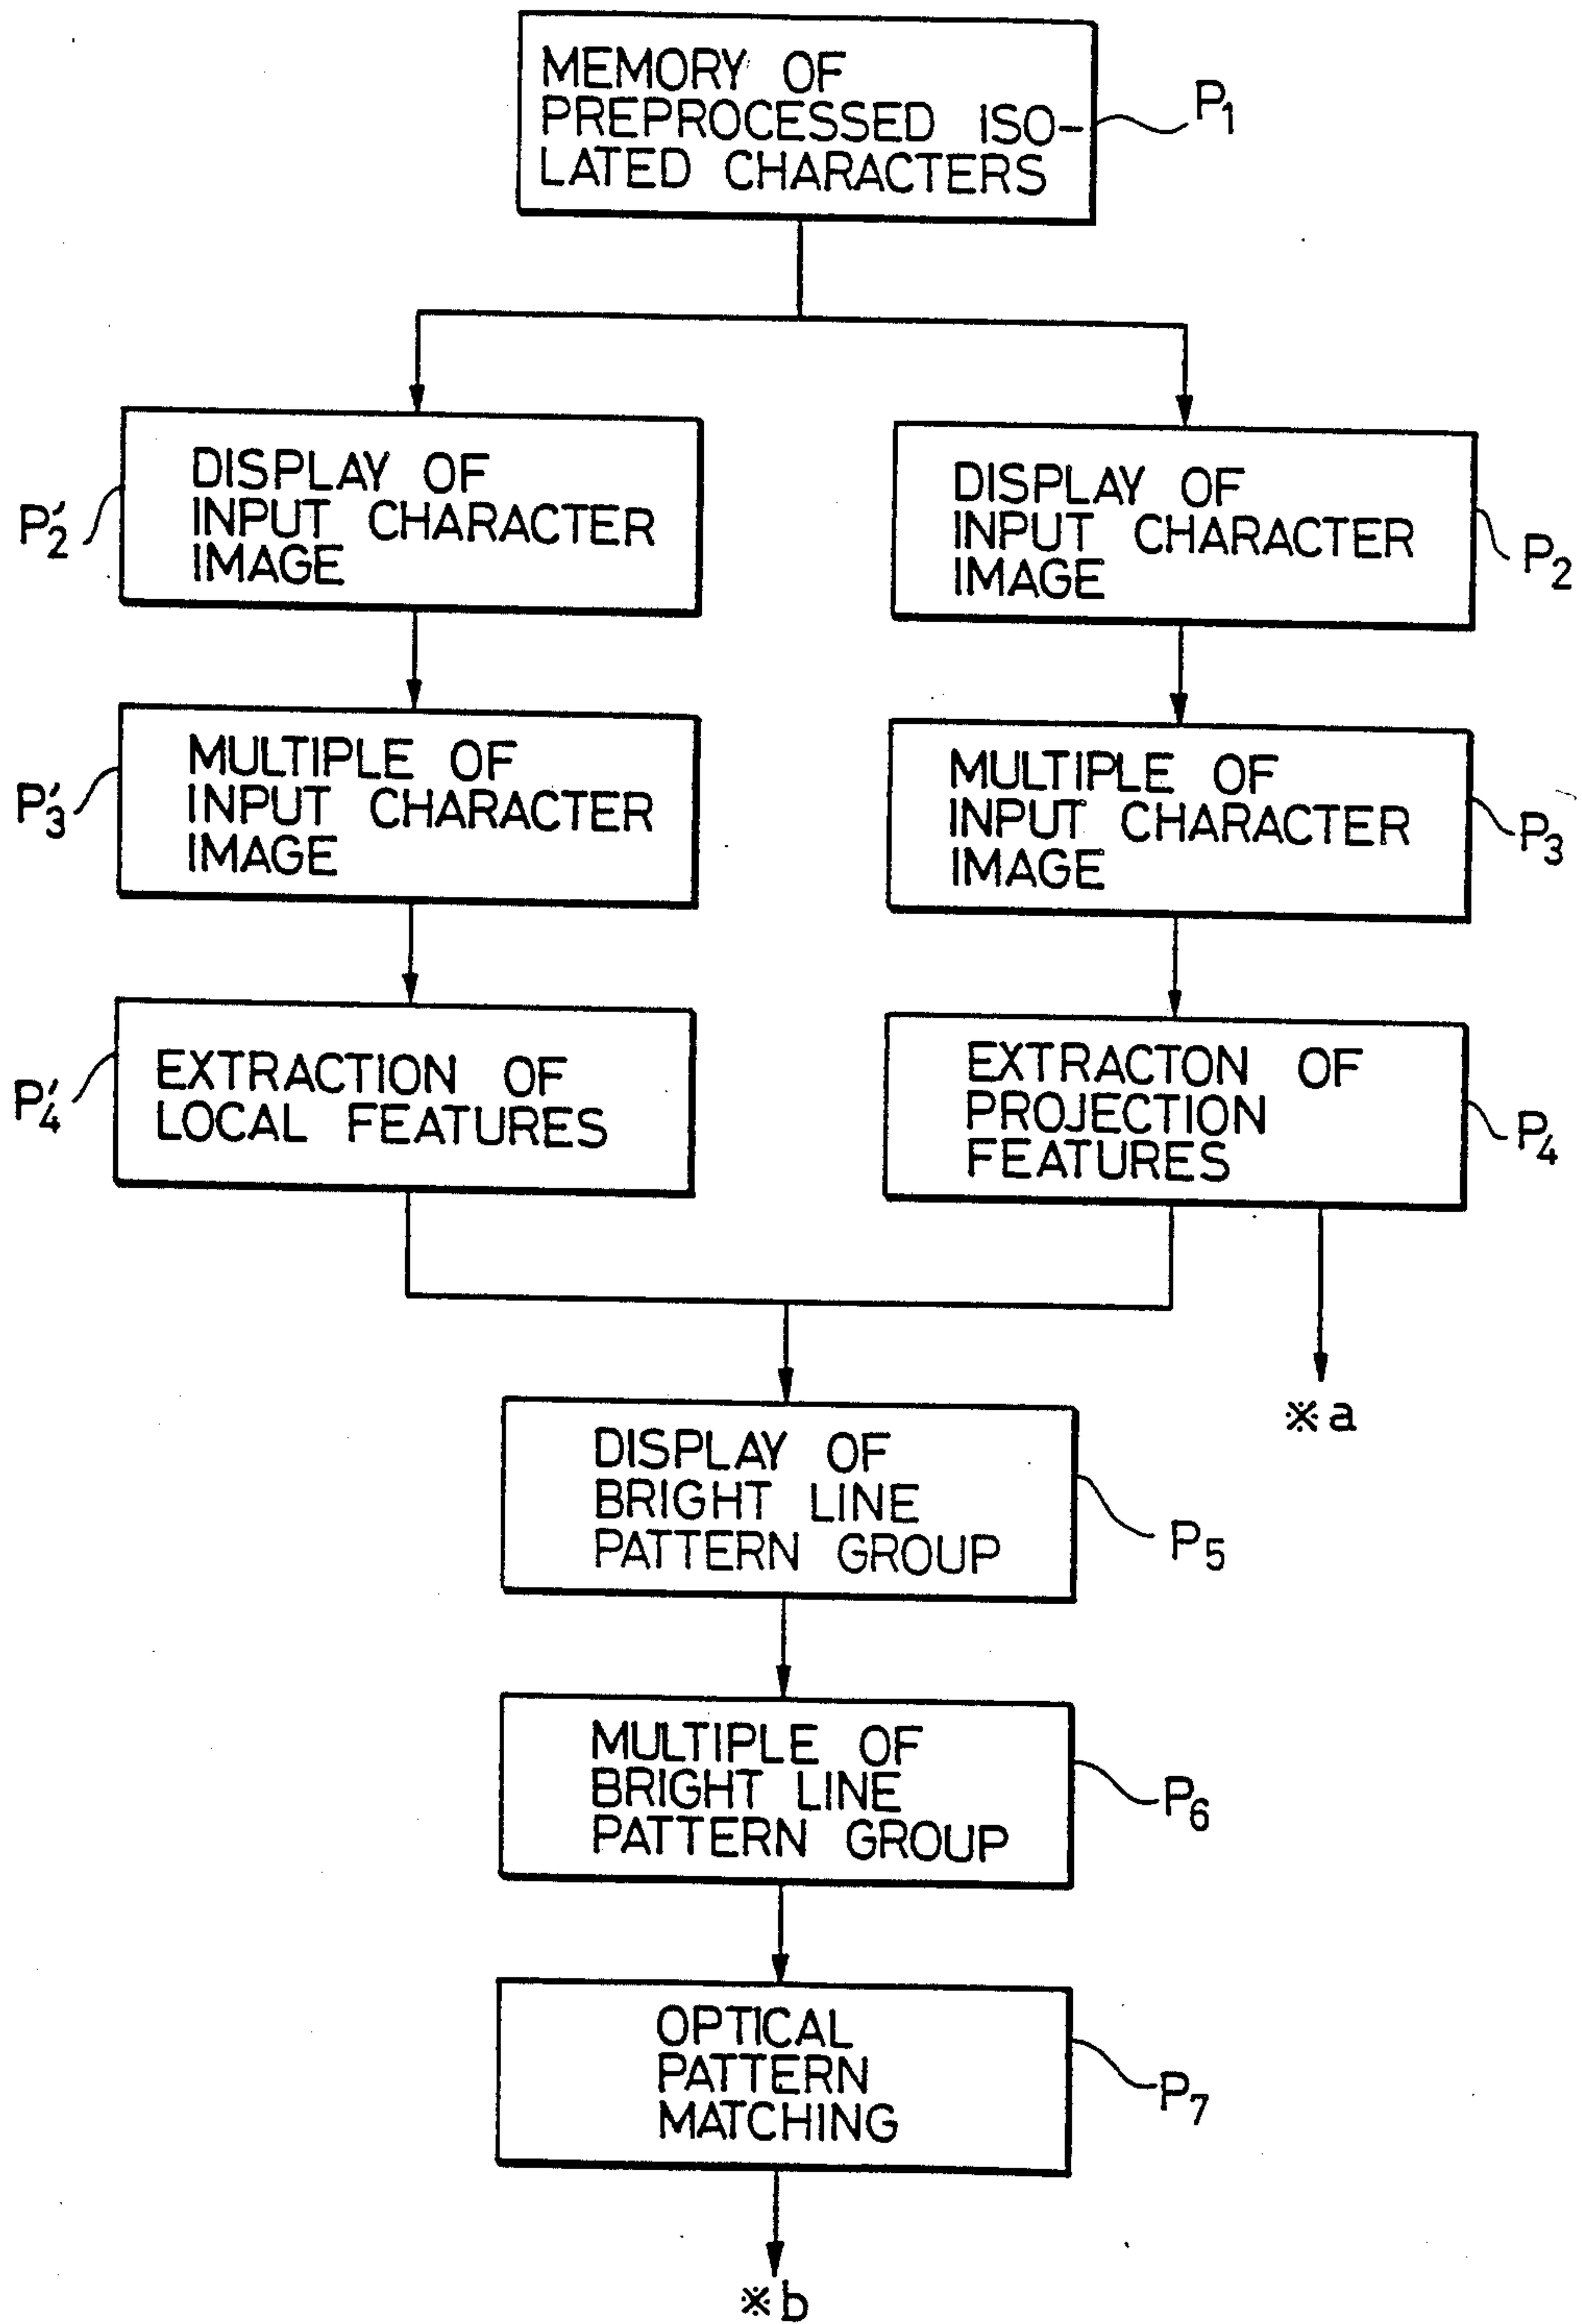 MEMORY OF
PREPROCESSED ISO-
LATED CHARACTERS
P1
DISPLAY OF
INPUT CHARACTER
IMAGE
P'2
DISPLAY OF
INPUT CHARACTER
IMAGE
P2
MULTIPLE OF
INPUT CHARACTER
IMAGE
P'3
MULTIPLE OF
INPUT CHARACTER
IMAGE
P3
EXTRACTION OF
LOCAL FEATURES
P'4
EXTRACTON OF
PROJECTION
FEATURES
P4
※a
DISPLAY OF
BRIGHT LINE
PATTERN GROUP
P5
MULTIPLE OF
BRIGHT LINE
PATTERN GROUP
P6
OPTICAL
PATTERN
MATCHING
P7
※b